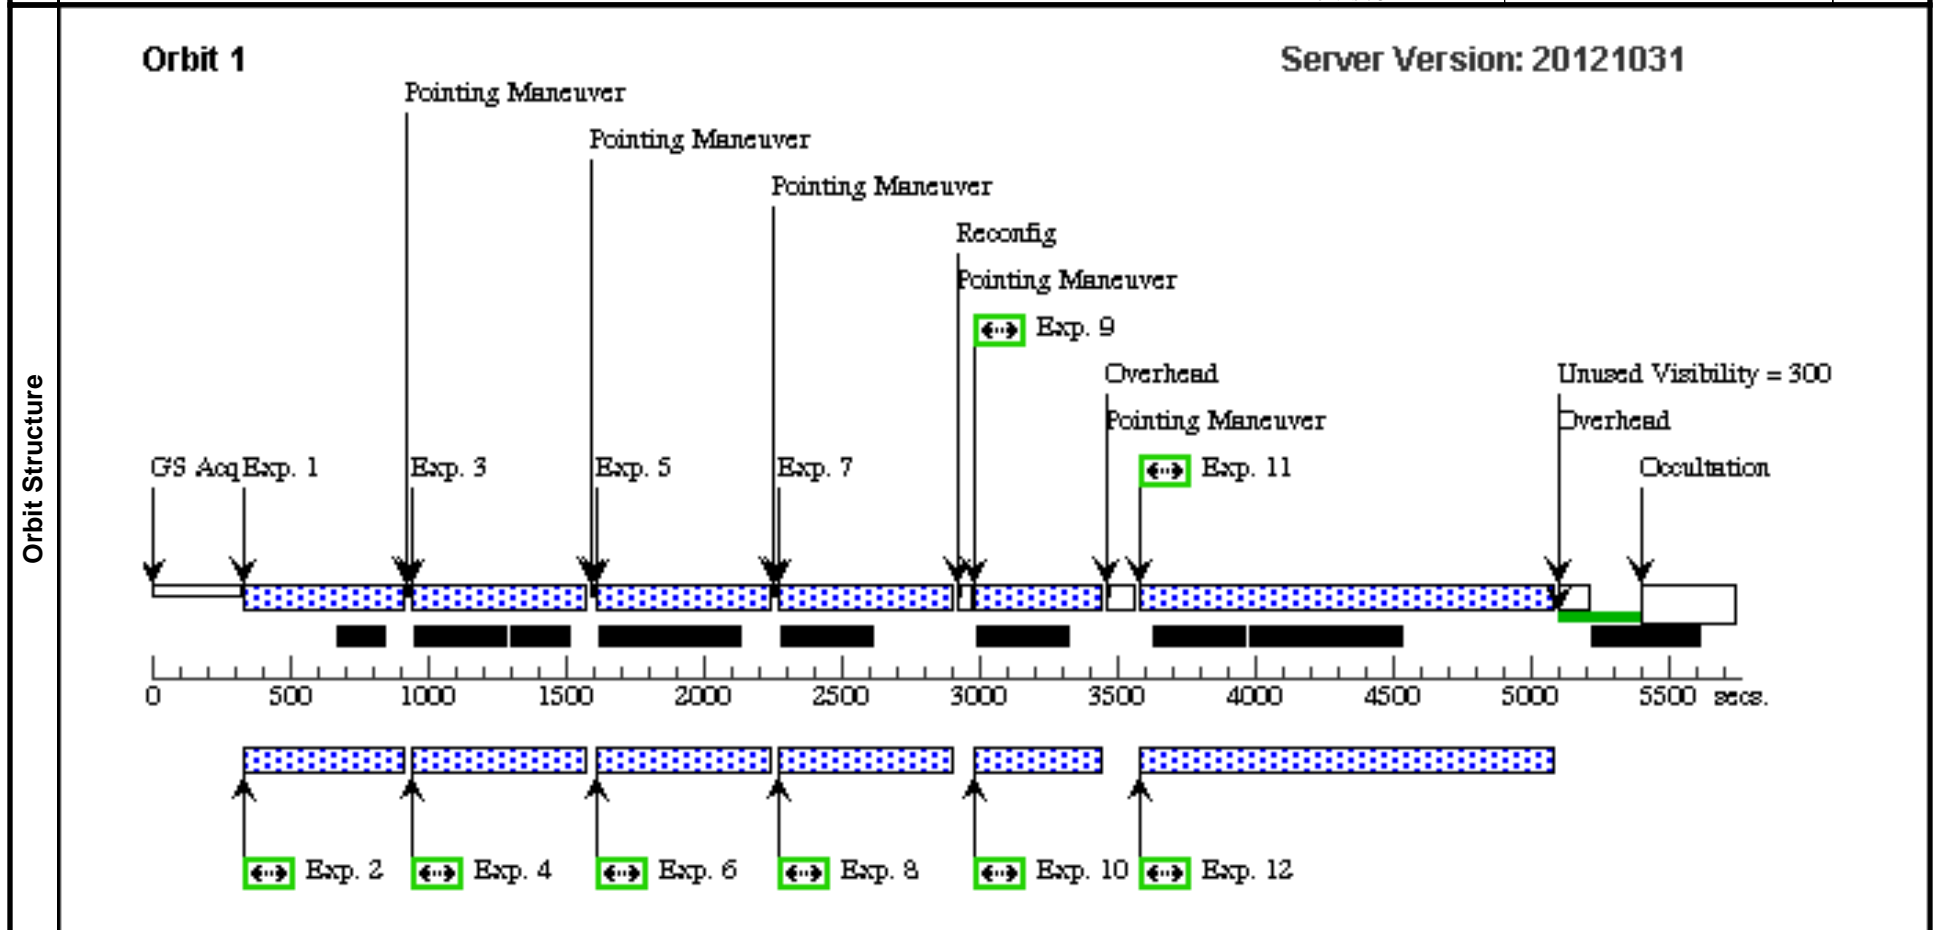 Orbit Structure
Orbit 1
Server Version: 20121031
Pointing Maneuver
Pointing Maneuver
Pointing Maneuver
Reconfig
Pointing Maneuver
Exp. 9
Overhead
Unused Visibility = 300
Pointing Maneuver
Overhead
GS Acq Exp. 1
Exp. 3
Exp. 5
Exp. 7
Exp. 11
Occultation
0 500 1000 1500 2000 2500 3000 3500 4000 4500 5000 5500 secs.
Exp. 2
Exp. 4
Exp. 6
Exp. 8
Exp. 10
Exp. 12